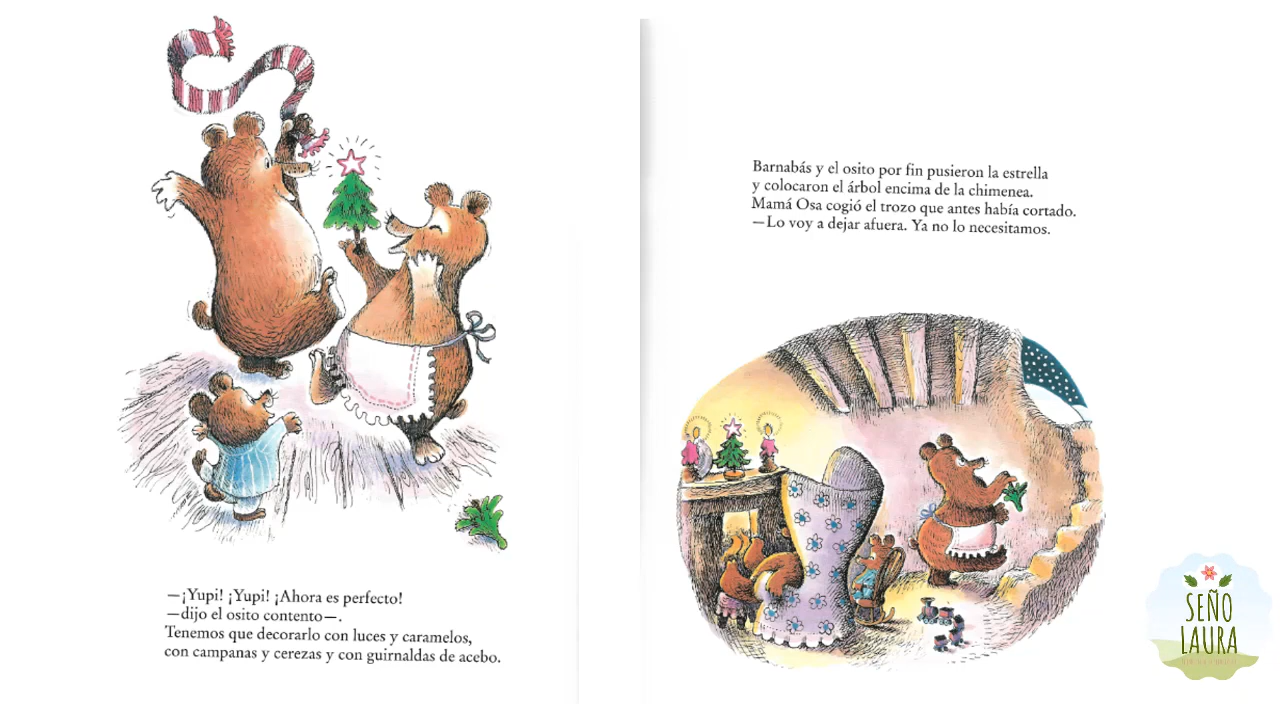 —¡Yupi! ¡Yupi! ¡Ahora es perfecto!
—dijo el osito contento—.
Tenemos que decorarlo con luces y caramelos,
con campanas y cerezas y con guirnaldas de acebo.
Barnabás y el osito por fin pusieron la estrella
y colocaron el árbol encima de la chimenea.
Mamá Osa cogió el trozo que antes había cortado.
—Lo voy a dejar afuera. Ya no lo necesitamos.
SEÑO
LAURA